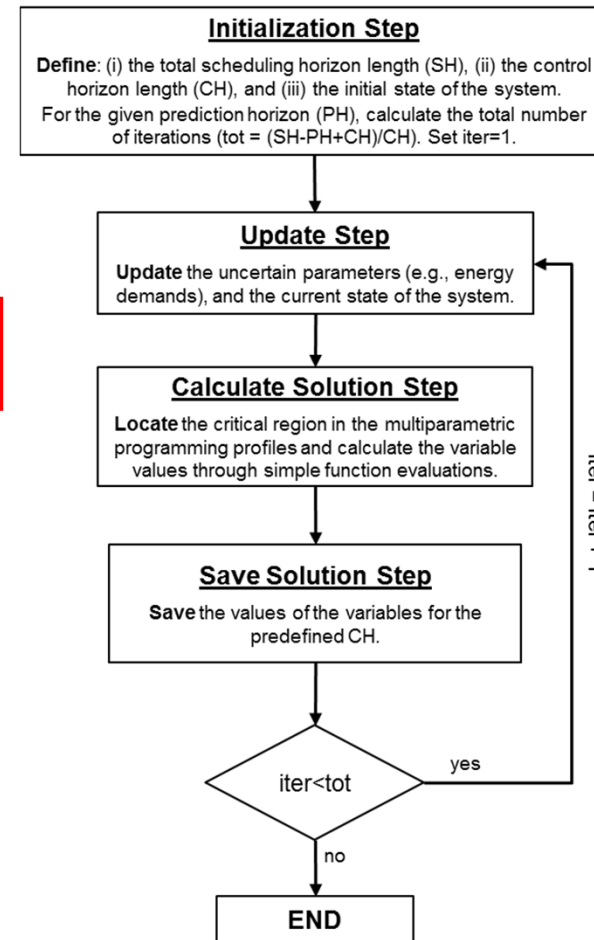 Initialization Step
Define: (i) the total scheduling horizon length (SH), (ii) the control
horizon length (CH), and (iii) the initial state of the system.
For the given prediction horizon (PH), calculate the total number
of iterations (tot = (SH-PH+CH)/CH). Set iter=1.
Update Step
Update the uncertain parameters (e.g., energy
demands), and the current state of the system.
Calculate Solution Step
Locate the critical region in the multiparametric
programming profiles and calculate the variable
values through simple function evaluations.
Save Solution Step
Save the values of the variables for the
predefined CH.
iter<tot
yes
no
END